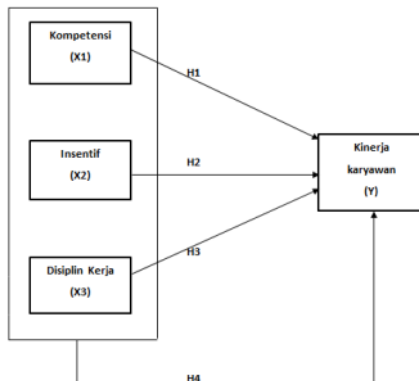 Kompetensi
(X1)
H1
Insentif
(X2)
H2
Kinerja
karyawan
(Y)
Disiplin Kerja
(X3)
H3
H4